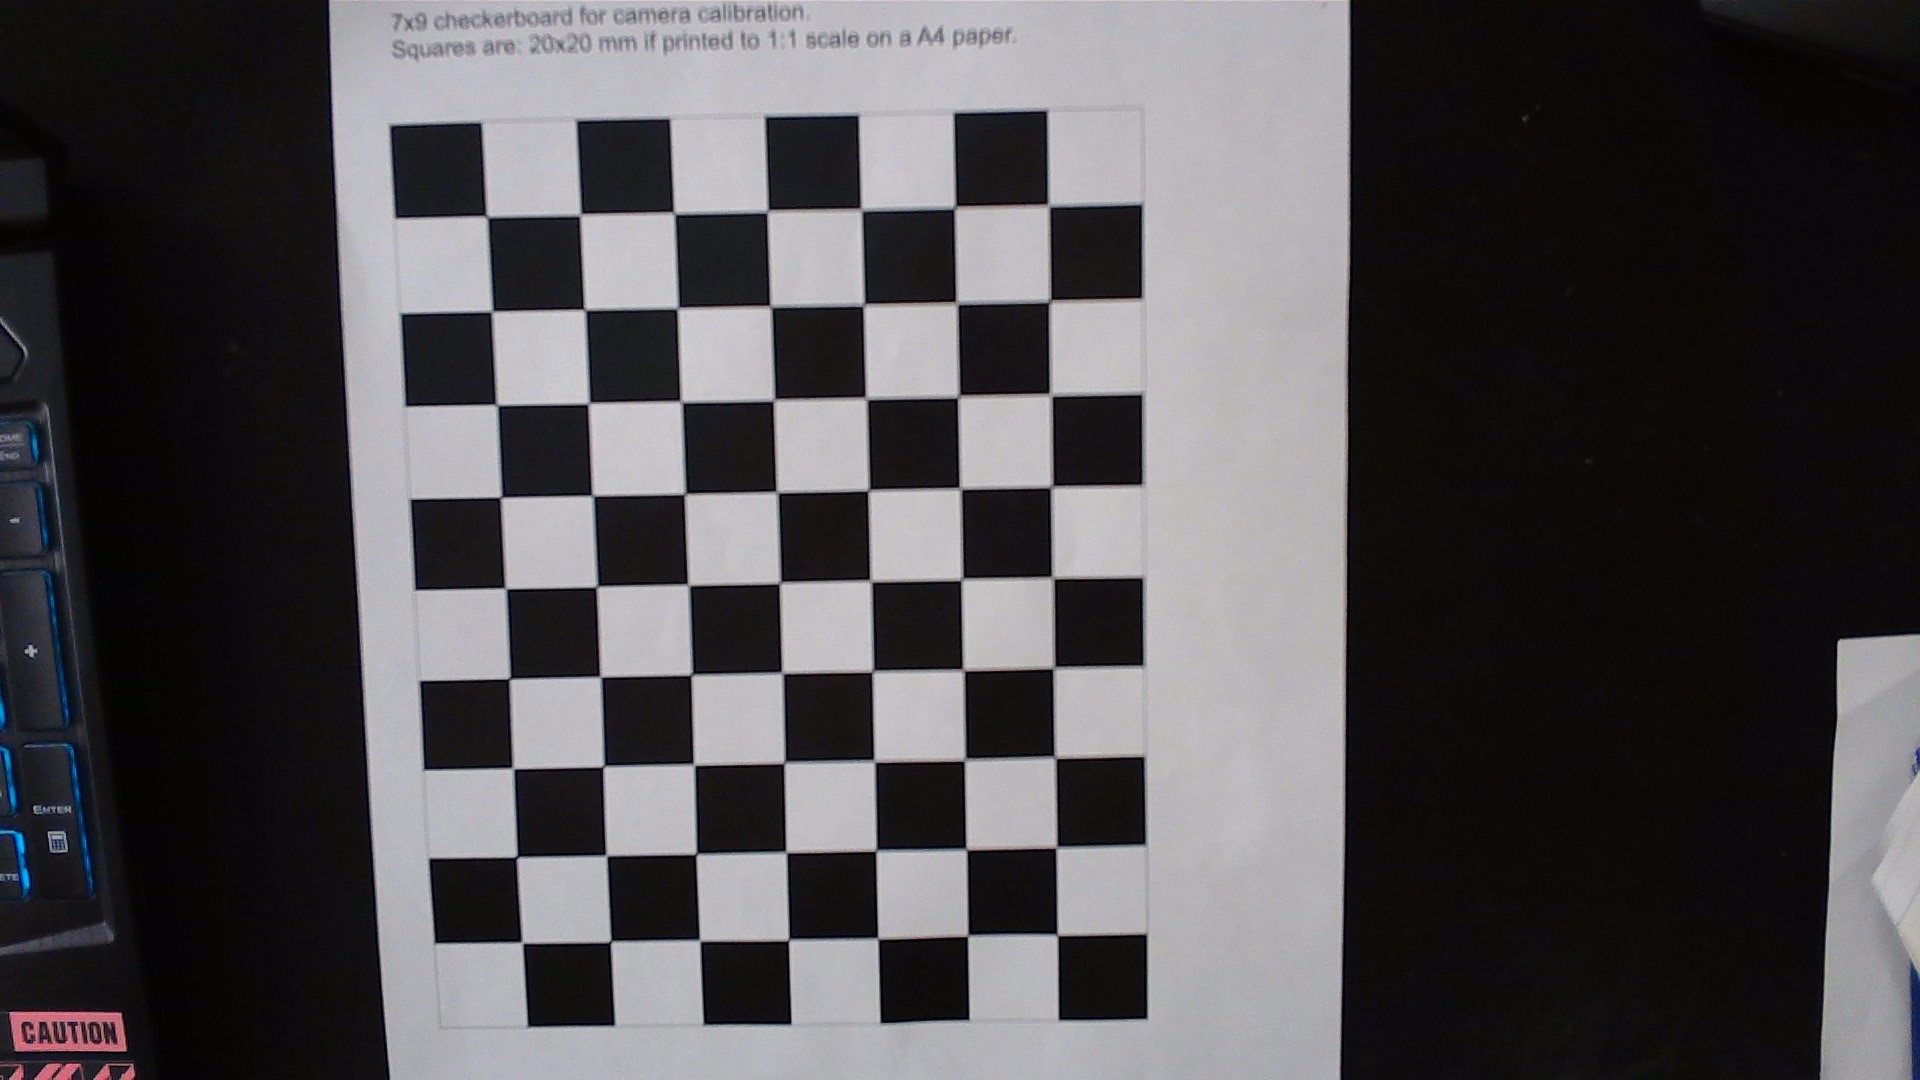 7x9 checkerboard for camera calibration.
Squares are: 20x20 mm if printed to 1:1 scale on a A4 paper.
END
-
+
ENTER
CAUTION